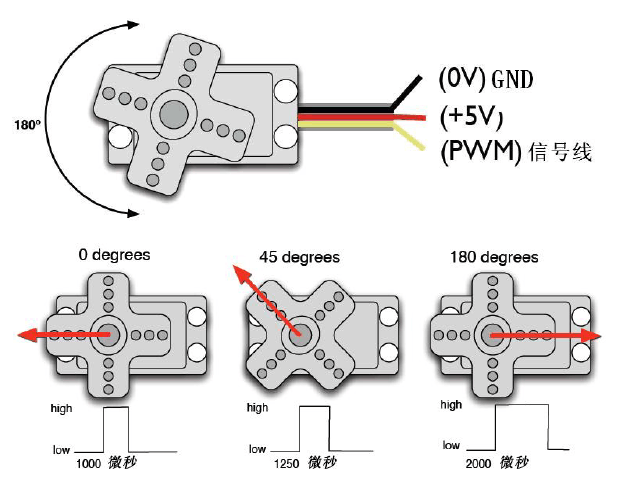 (0V) GND
180°
(+5V)
(PWM) 信号线
0 degrees
45 degrees
180 degrees
high
low
1000 微秒
high
low
1250 微秒
high
low
2000 微秒